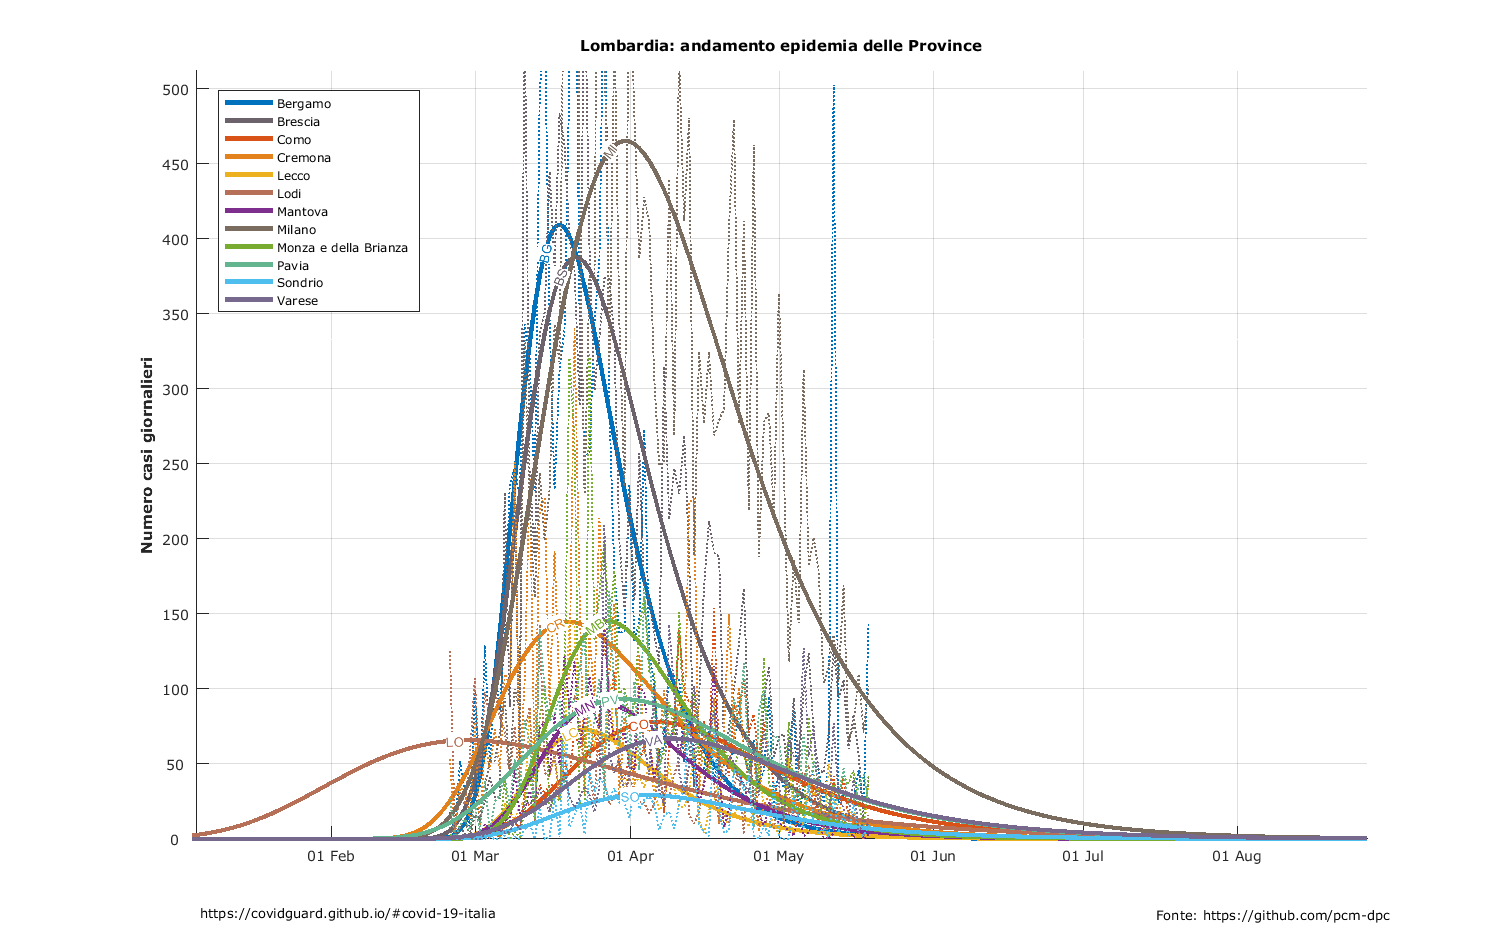 Lombardia: andamento epidemia delle Province
Numero casi giornalieri
500
450
400
350
300
250
200
150
100
50
0
Bergamo
Brescia
Como
Cremona
Lecco
Lodi
Mantova
Milano
Monza e della Brianza
Pavia
Sondrio
Varese
MI
BG
BS
CR
MB
MN
PV
LC
CO
VA
LO
SO
01 Feb
01 Mar
01 Apr
01 May
01 Jun
01 Jul
01 Aug
https://covidguard.github.io/#covid-19-italia
Fonte: https://github.com/pcm-dpc